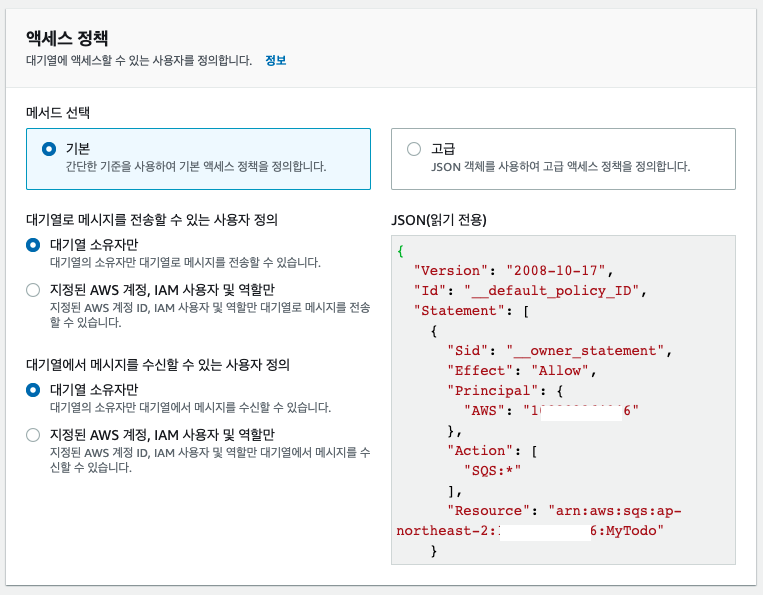 액세스 정책
대기열에 액세스할 수 있는 사용자를 정의합니다. 정보
메서드 선택
기본
간단한 기준을 사용하여 기본 액세스 정책을 정의합니다.
고급
JSON 객체를 사용하여 고급 액세스 정책을 정의합니다.
대기열로 메시지를 전송할 수 있는 사용자 정의
대기열 소유자만
대기열의 소유자만 대기열로 메시지를 전송할 수 있습니다.
지정된 AWS 계정, IAM 사용자 및 역할만
지정된 AWS 계정 ID, IAM 사용자 및 역할만 대기열로 메시지를 전송
할 수 있습니다.
대기열에서 메시지를 수신할 수 있는 사용자 정의
대기열 소유자만
대기열의 소유자만 대기열에서 메시지를 수신할 수 있습니다.
지정된 AWS 계정, IAM 사용자 및 역할만
지정된 AWS 계정 ID, IAM 사용자 및 역할만 대기열에서 메시지를 수
신할 수 있습니다.
JSON(읽기 전용)
{
"Version": "2008-10-17",
"Id": "__default_policy_ID",
"Statement": [
{
"Sid": "__owner_statement",
"Effect": "Allow",
"Principal": {
"AWS": "1 6"
},
"Action": [
"SQS:*"
],
"Resource": "arn:aws:sqs:ap-
northeast-2: 6:MyTodo"
}